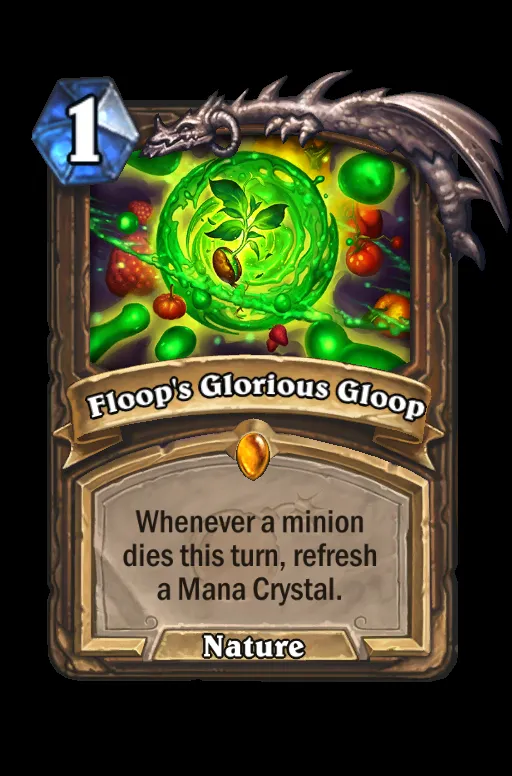 1
Floop's Glorious Gloop
Whenever a minion
dies this turn, refresh
a Mana Crystal.
Nature